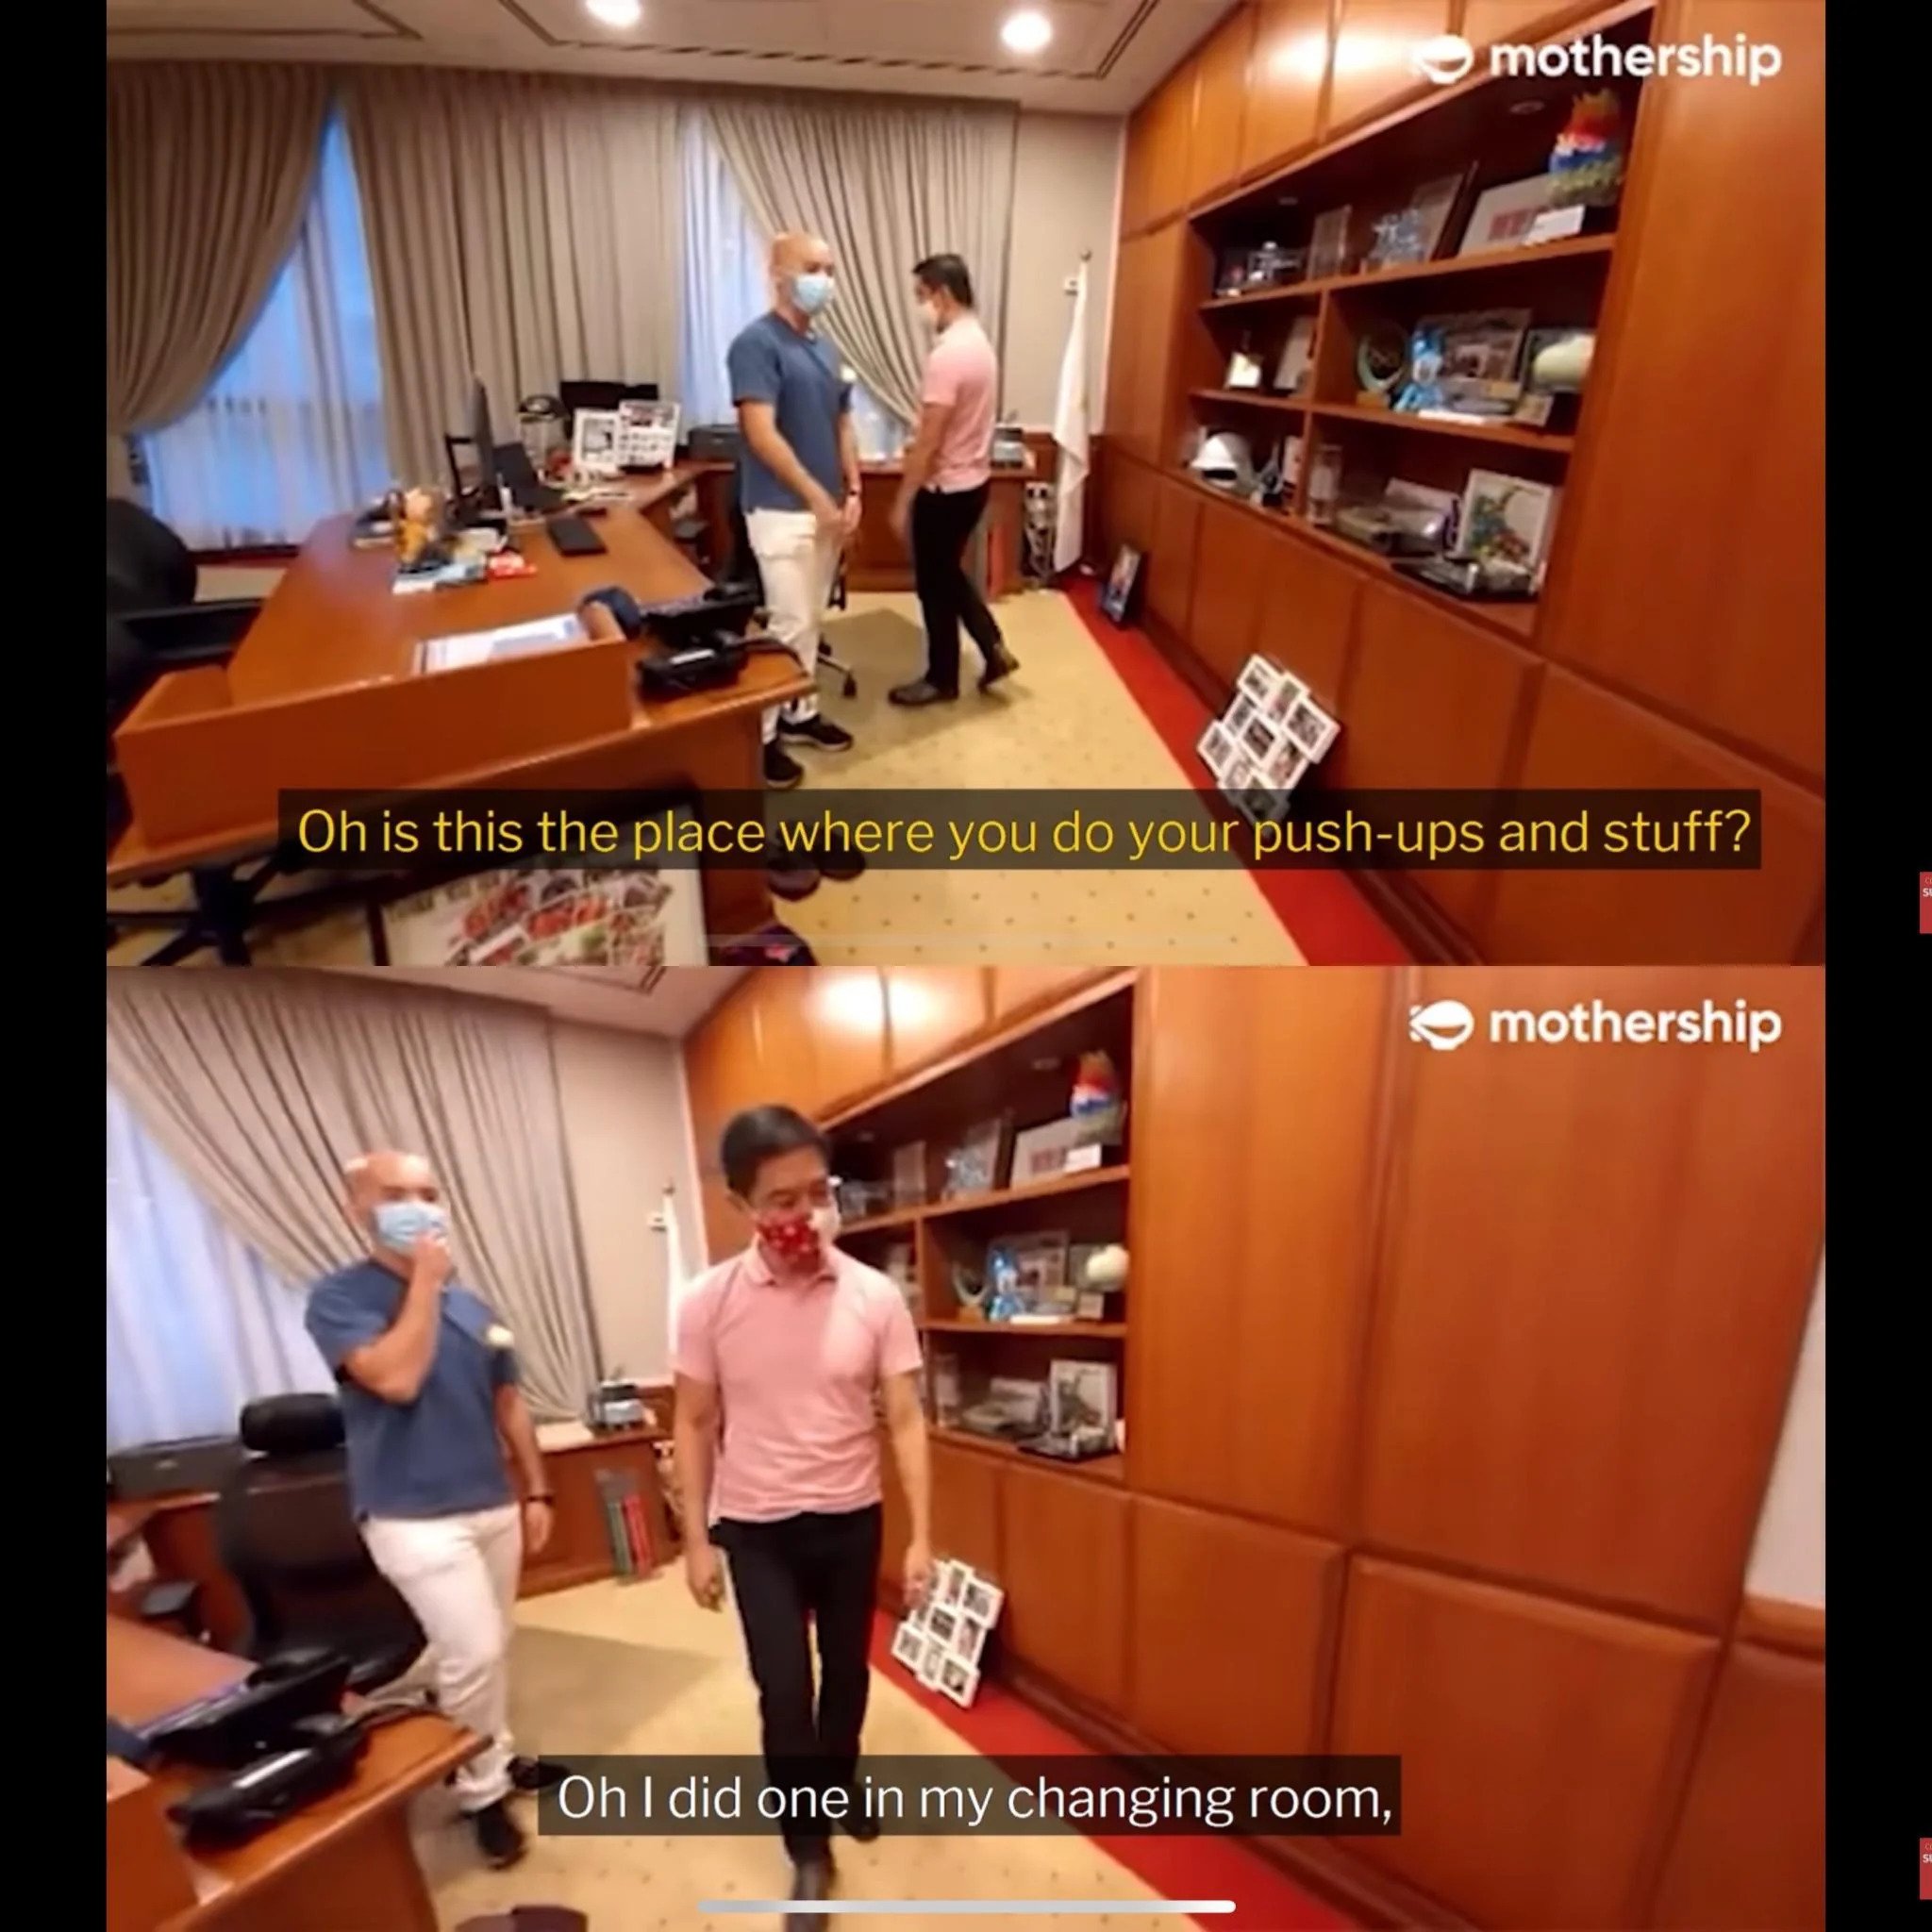 mothership
Oh is this the place where you do your push-ups and stuff?
mothership
Oh I did one in my changing room,